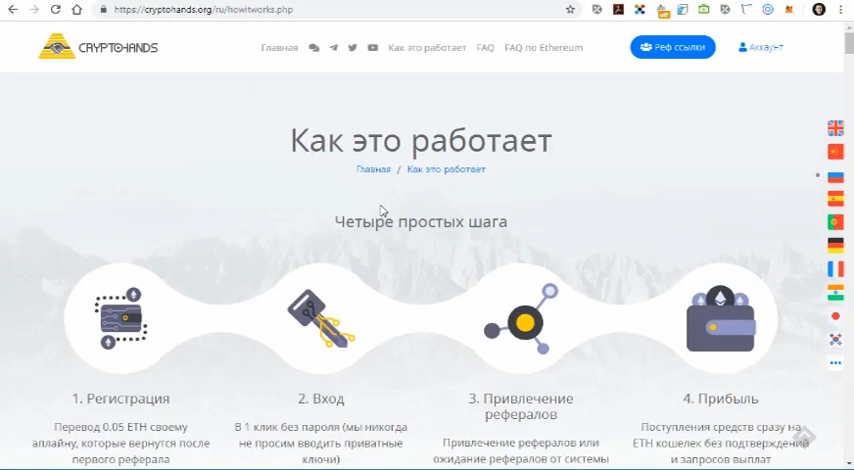 https://cryptohands.org/ru/howitworks.php
off
CRYPTOHANDS
Главная
Как это работает
FAQ
FAQ по Ethereum
Реф ссылки
Аккаунт
Как это работает
Главная / Как это работает
Четыре простых шага
1. Регистрация
Перевод 0.05 ETH своему
аплайну, которые вернутся после
первого реферала
2. Вход
В 1 клик без пароля (мы никогда
не просим вводить приватные
ключи)
3. Привлечение
рефералов
Привлечение рефералов или
ожидание рефералов от системы
4. Прибыль
Поступления средств сразу на
ETH кошелек без подтверждений
и запросов выплат